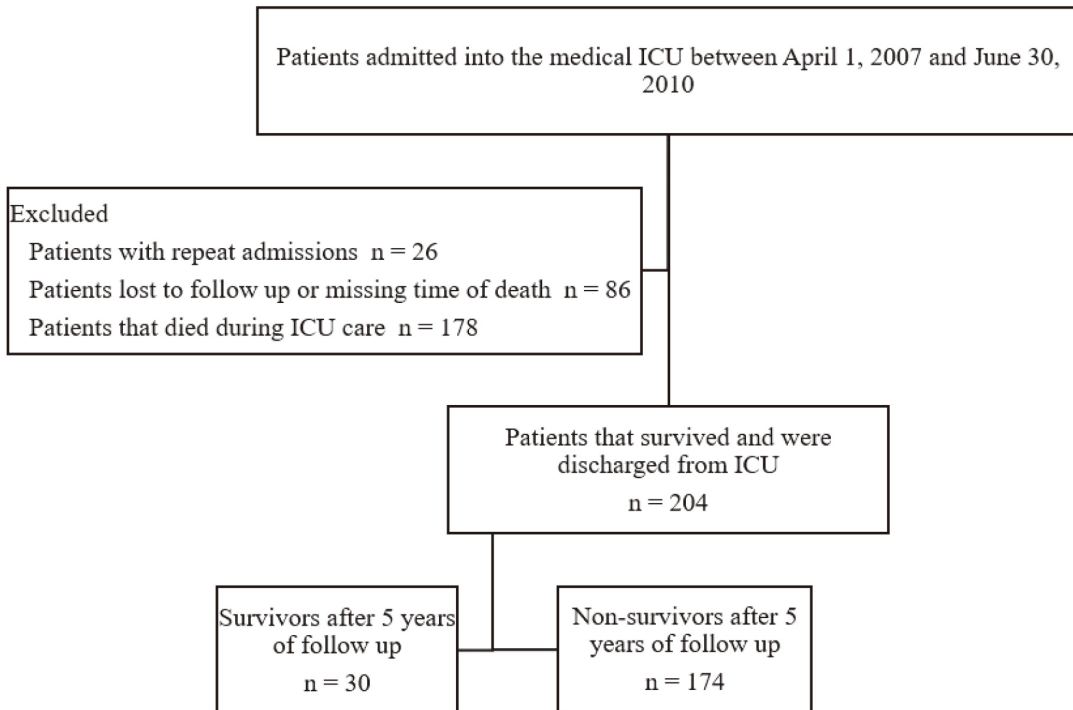 Patients admitted into the medical ICU between April 1, 2007 and June 30,
2010
Excluded
Patients with repeat admissions n = 26
Patients lost to follow up or missing time of death n = 86
Patients that died during ICU care n = 178
Patients that survived and were
discharged from ICU
n = 204
Survivors after 5 years
of follow up
n = 30
Non-survivors after 5
years of follow up
n = 174